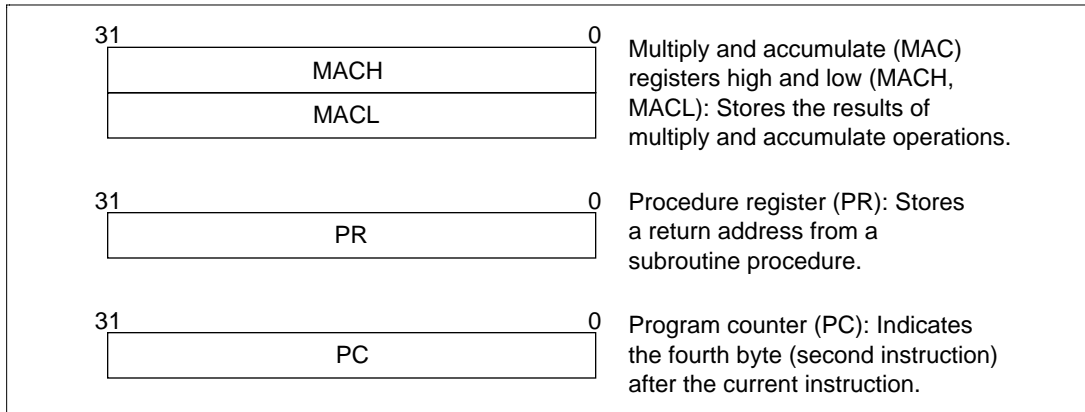 31 0
MACH
MACL
Multiply and accumulate (MAC)
registers high and low (MACH,
MACL): Stores the results of
multiply and accumulate operations.
31 0
PR
Procedure register (PR): Stores
a return address from a
subroutine procedure.
31 0
PC
Program counter (PC): Indicates
the fourth byte (second instruction)
after the current instruction.